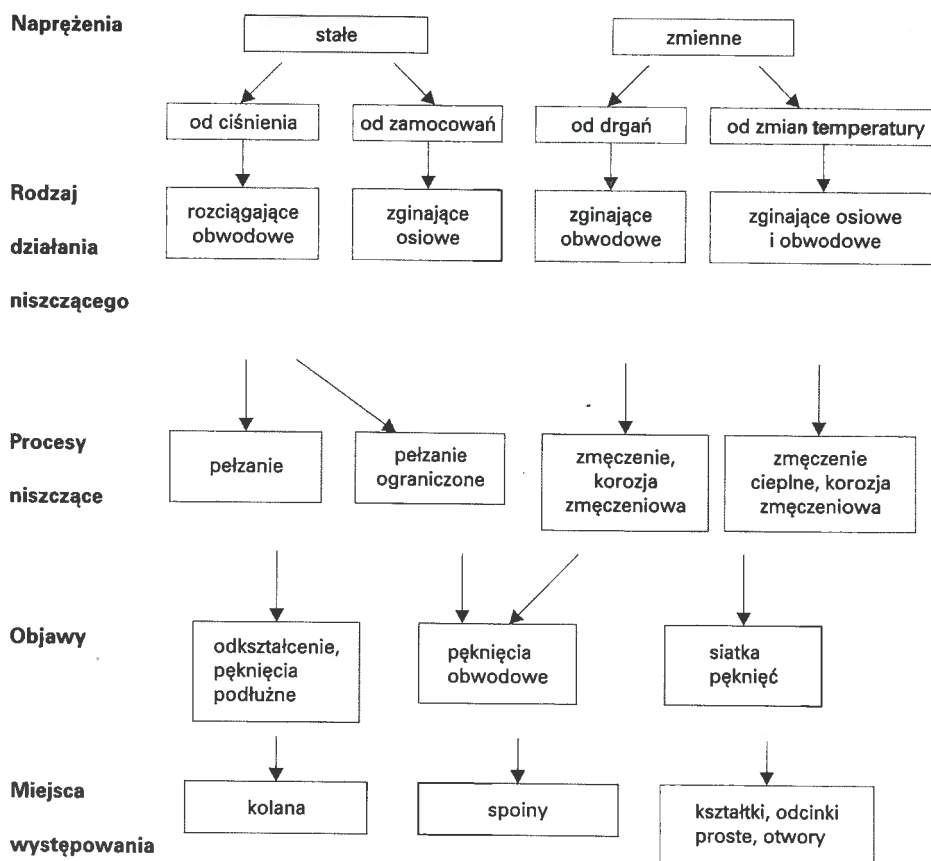 Naprężenia
stałe
zmienne
od ciśnienia
od zamocowań
od drgań
od zmian temperatury
Rodzaj
działania
niszczącego
rozciągające
obwodowe
zginające
osiowe
zginające
obwodowe
zginające osiowe
i obwodowe
Procesy
niszczące
pełzanie
pełzanie
ograniczone
zmęczenie,
korozja
zmęczeniowa
zmęczenie
cieplne, korozja
zmęczeniowa
Objawy
odkształcenie,
pęknięcia
podłużne
pęknięcia
obwodowe
siatka
pęknięć
Miejsca
występowania
kolana
spoiny
kształtki, odcinki
proste, otwory